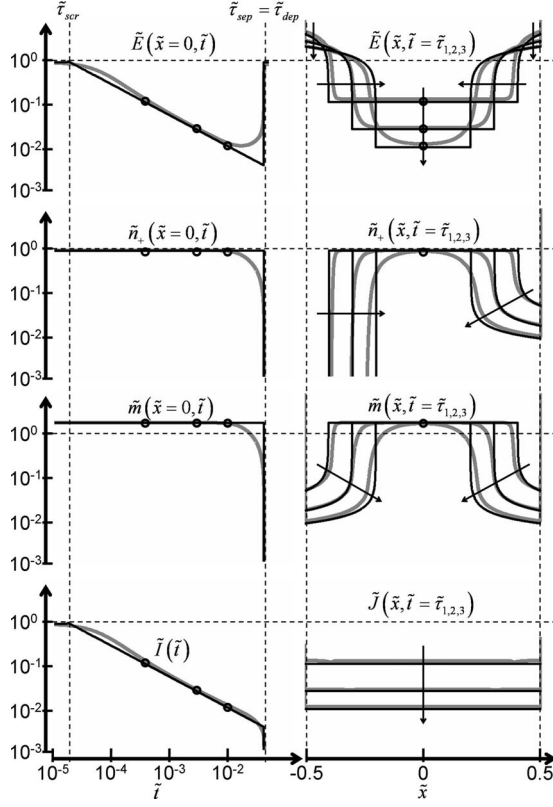 τ̃scr τ̃sep = τ̃dep
Ẽ(x̃=0,t̃) Ẽ(x̃,t̃=τ̃1,2,3)
10^0
10^-1
10^-2
10^-3
ñ+(x̃=0,t̃) ñ+(x̃,t̃=τ̃1,2,3)
10^0
10^-1
10^-2
10^-3
m̃(x̃=0,t̃) m̃(x̃,t̃=τ̃1,2,3)
10^0
10^-1
10^-2
10^-3
J̃(x̃,t̃=τ̃1,2,3)
10^0
Ĩ(t̃)
10^-1
10^-2
10^-3
10^-5 10^-4 10^-3 10^-2 -0.5 0 0.5
t̃ x̃